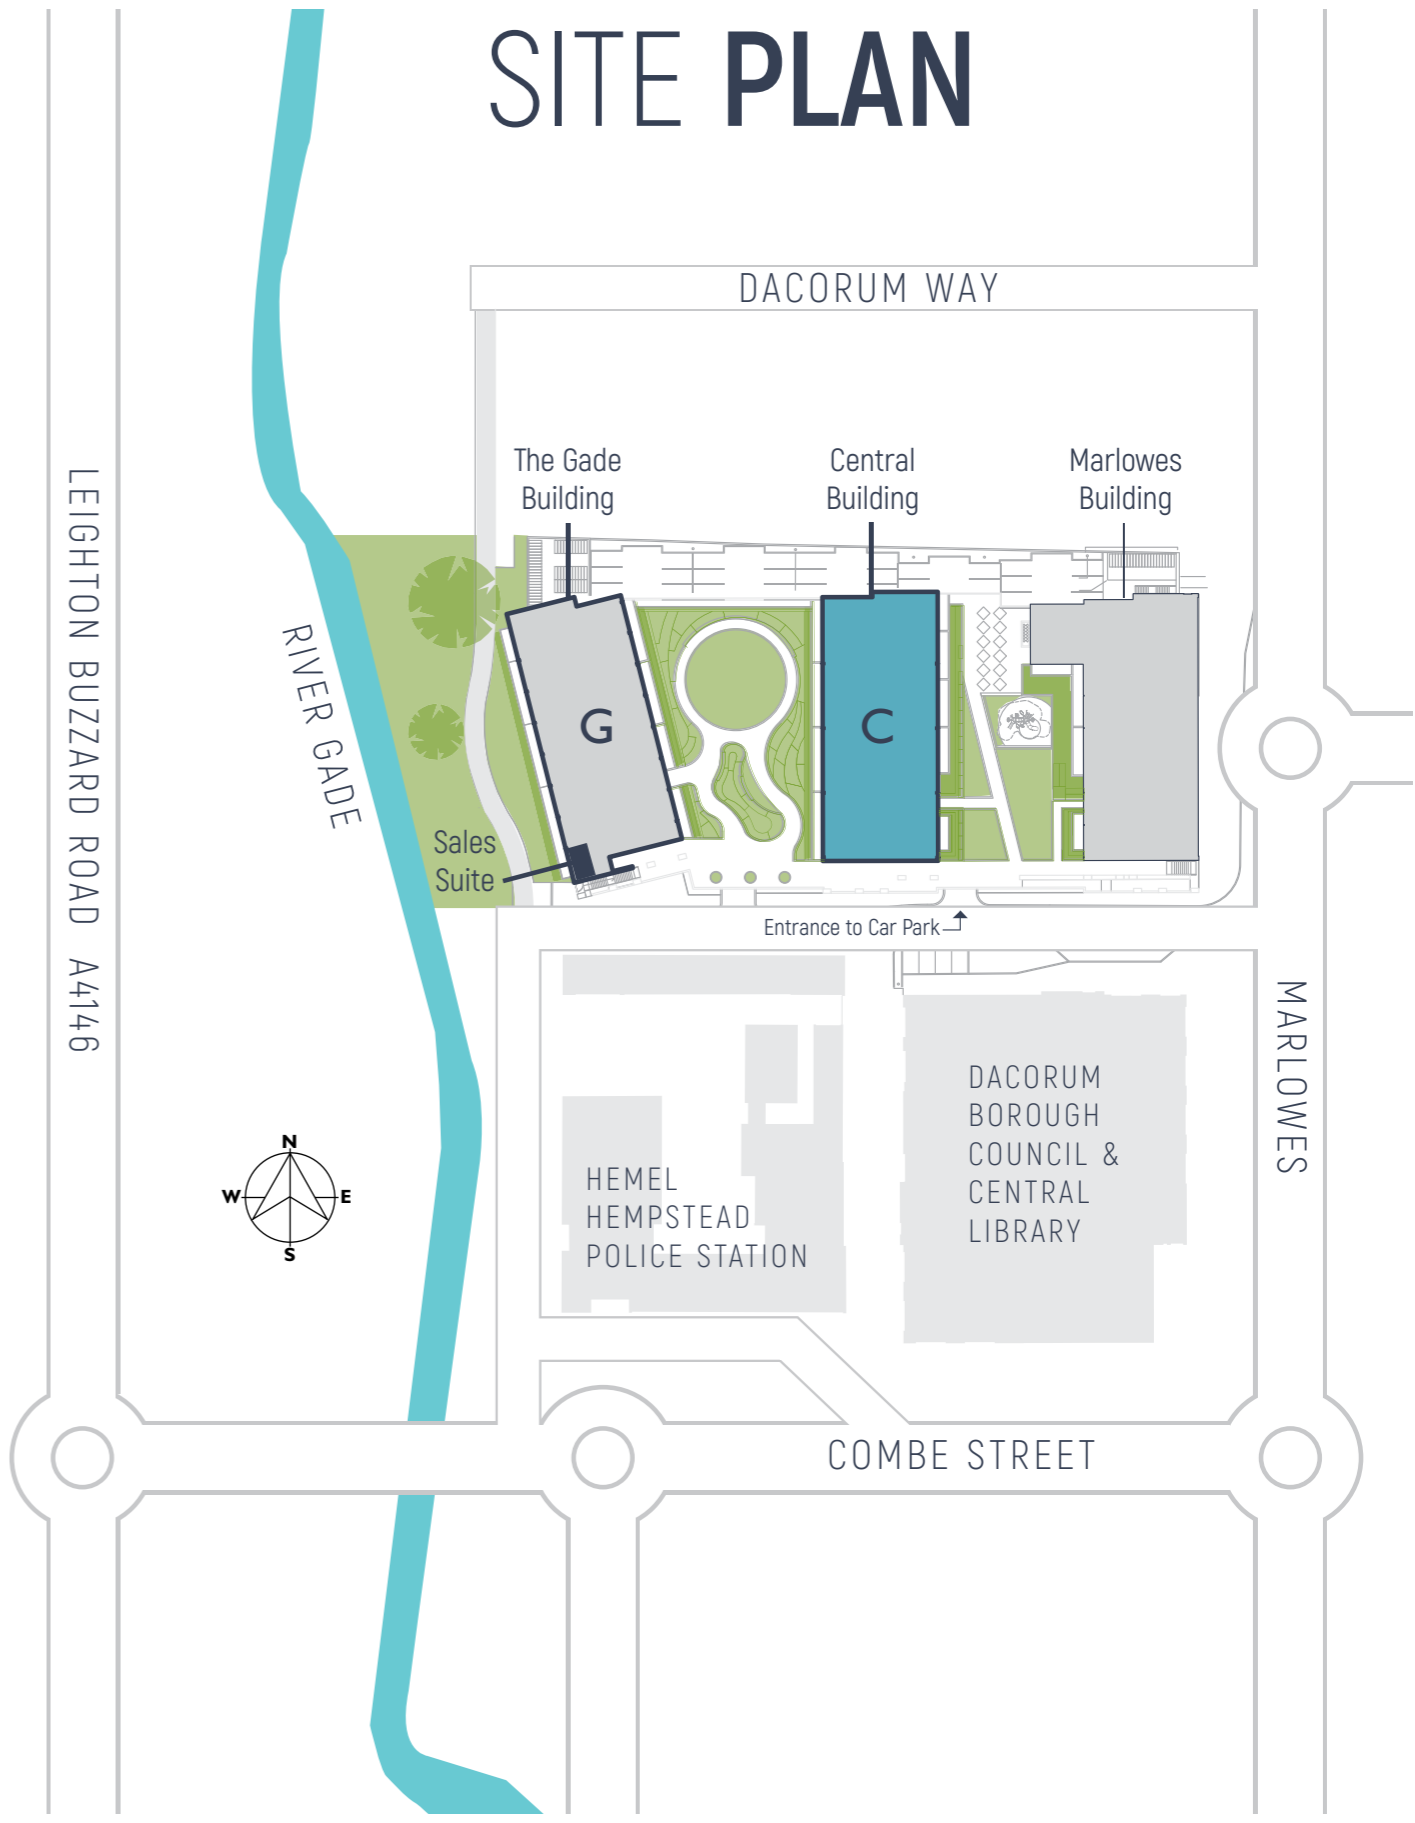 SITE PLAN
DACORUM WAY
The Gade
Building
Central
Building
Marlowes
Building
LEIGHTON BUZZARD ROAD A4146
RIVER GADE
G
C
Sales
Suite
Entrance to Car Park
MARLOWES
DACORUM
BOROUGH
COUNCIL &
CENTRAL
LIBRARY
HEMEL
HEMPSTEAD
POLICE STATION
N
W
E
S
COMBE STREET